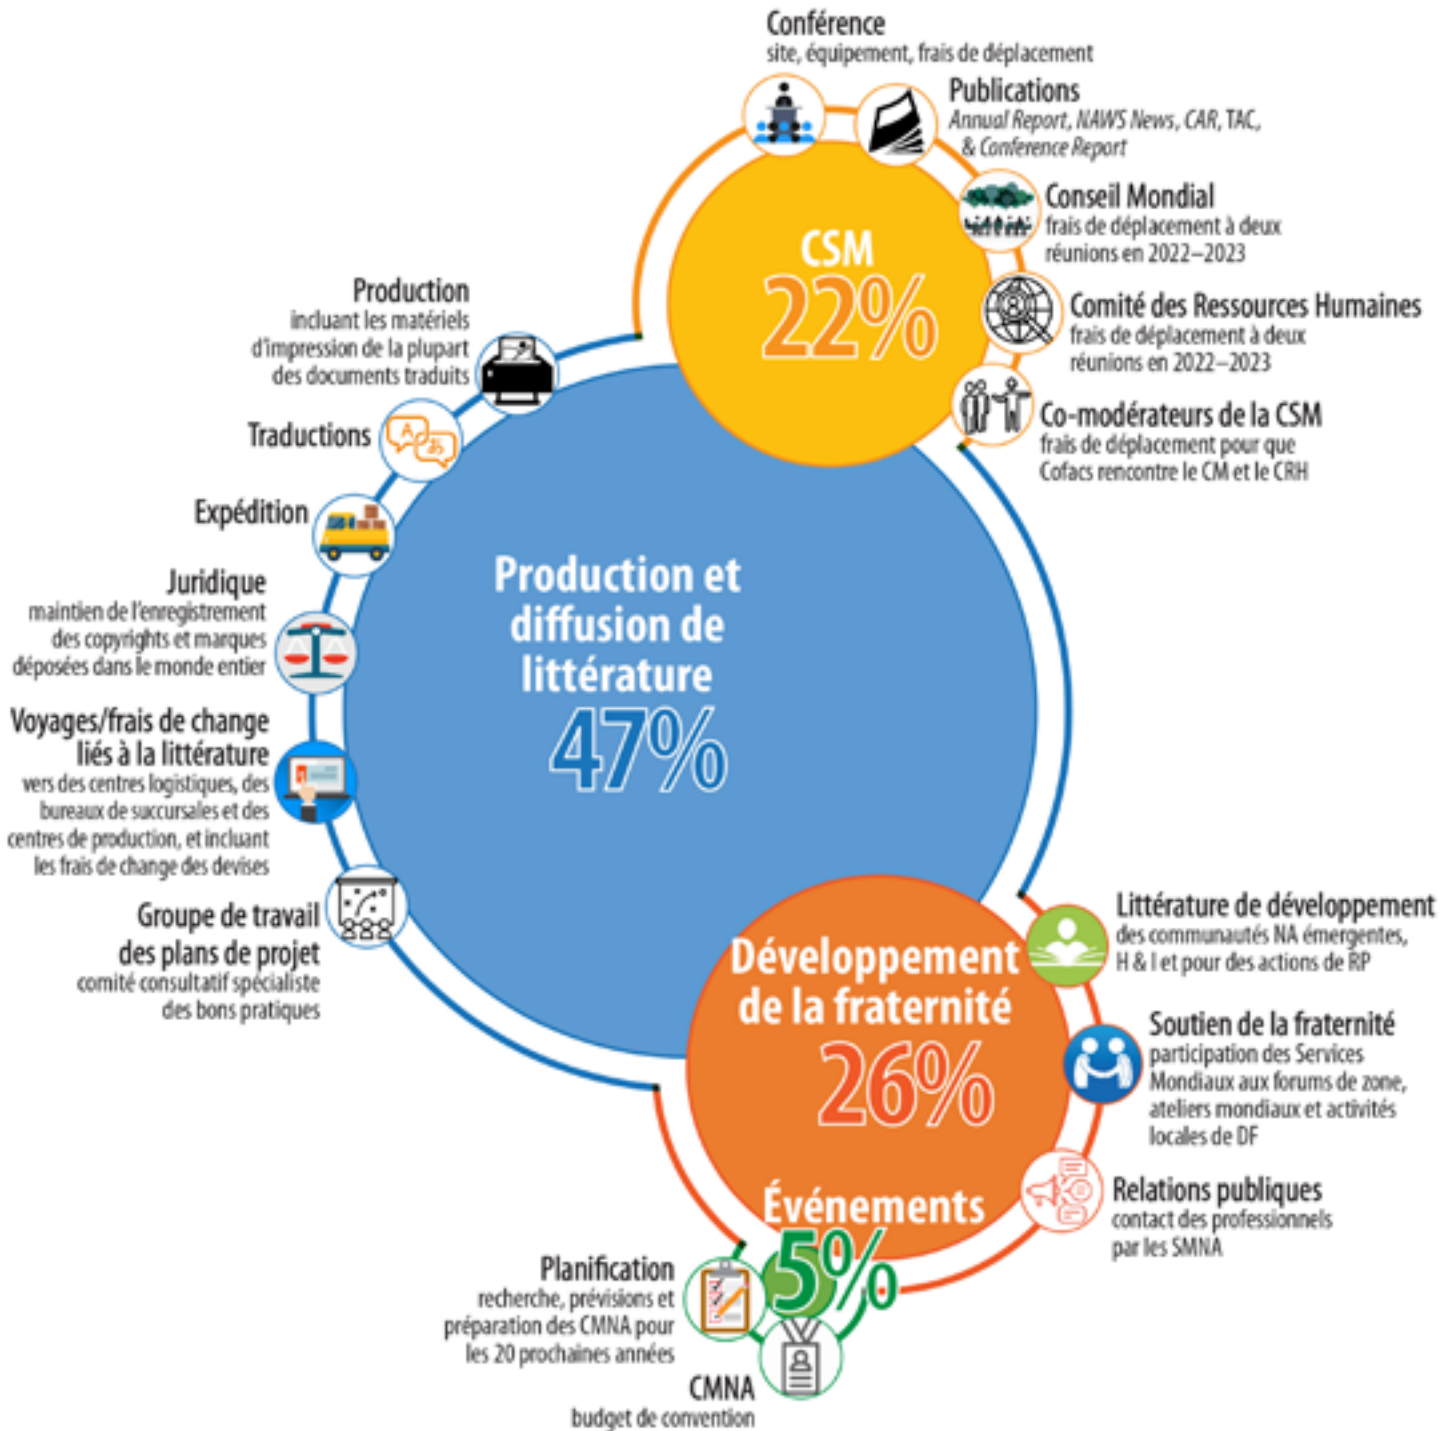 Conférence
site, équipement, frais de déplacement
Publications
Annual Report, NAWS News, CAR, TAC,
& Conference Report
Conseil Mondial
frais de déplacement à deux
réunions en 2022–2023
Comité des Ressources Humaines
frais de déplacement à deux
réunions en 2022–2023
Co-modérateurs de la CSM
frais de déplacement pour que
Cofacs rencontre le CM et le CRH
CSM
22%
Production
incluant les matériels
d'impression de la plupart
des documents traduits
Traductions
A
あ
Expédition
Juridique
maintien de l'enregistrement
des copyrights et marques
déposées dans le monde entier
Voyages/frais de change
liés à la littérature
vers des centres logistiques, des
bureaux de succursales et des
centres de production, et incluant
les frais de change des devises
Groupe de travail
des plans de projet
comité consultatif spécialiste
des bons pratiques
Production et
diffusion de
littérature
47%
Développement
de la fraternité
26%
Littérature de développement
des communautés NA émergentes,
H & I et pour des actions de RP
Soutien de la fraternité
participation des Services
Mondiaux aux forums de zone,
ateliers mondiaux et activités
locales de DF
Relations publiques
contact des professionnels
par les SMNA
Événements
5%
Planification
recherche, prévisions et
préparation des CMNA pour
les 20 prochaines années
CMNA
budget de convention